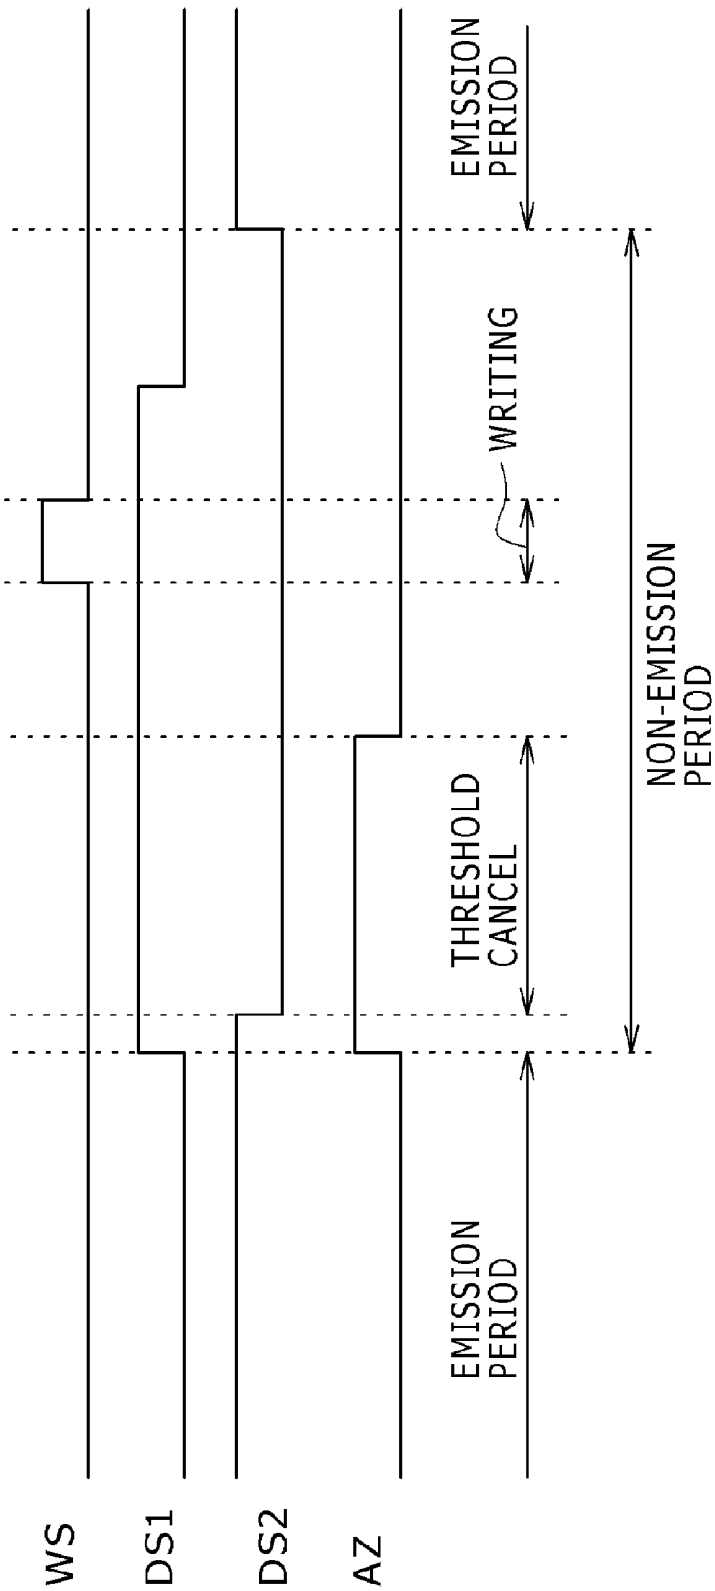 WS
DS1
DS2
AZ
EMISSION
PERIOD
THRESHOLD
CANCEL
WRITING
EMISSION
PERIOD
NON-EMISSION
PERIOD